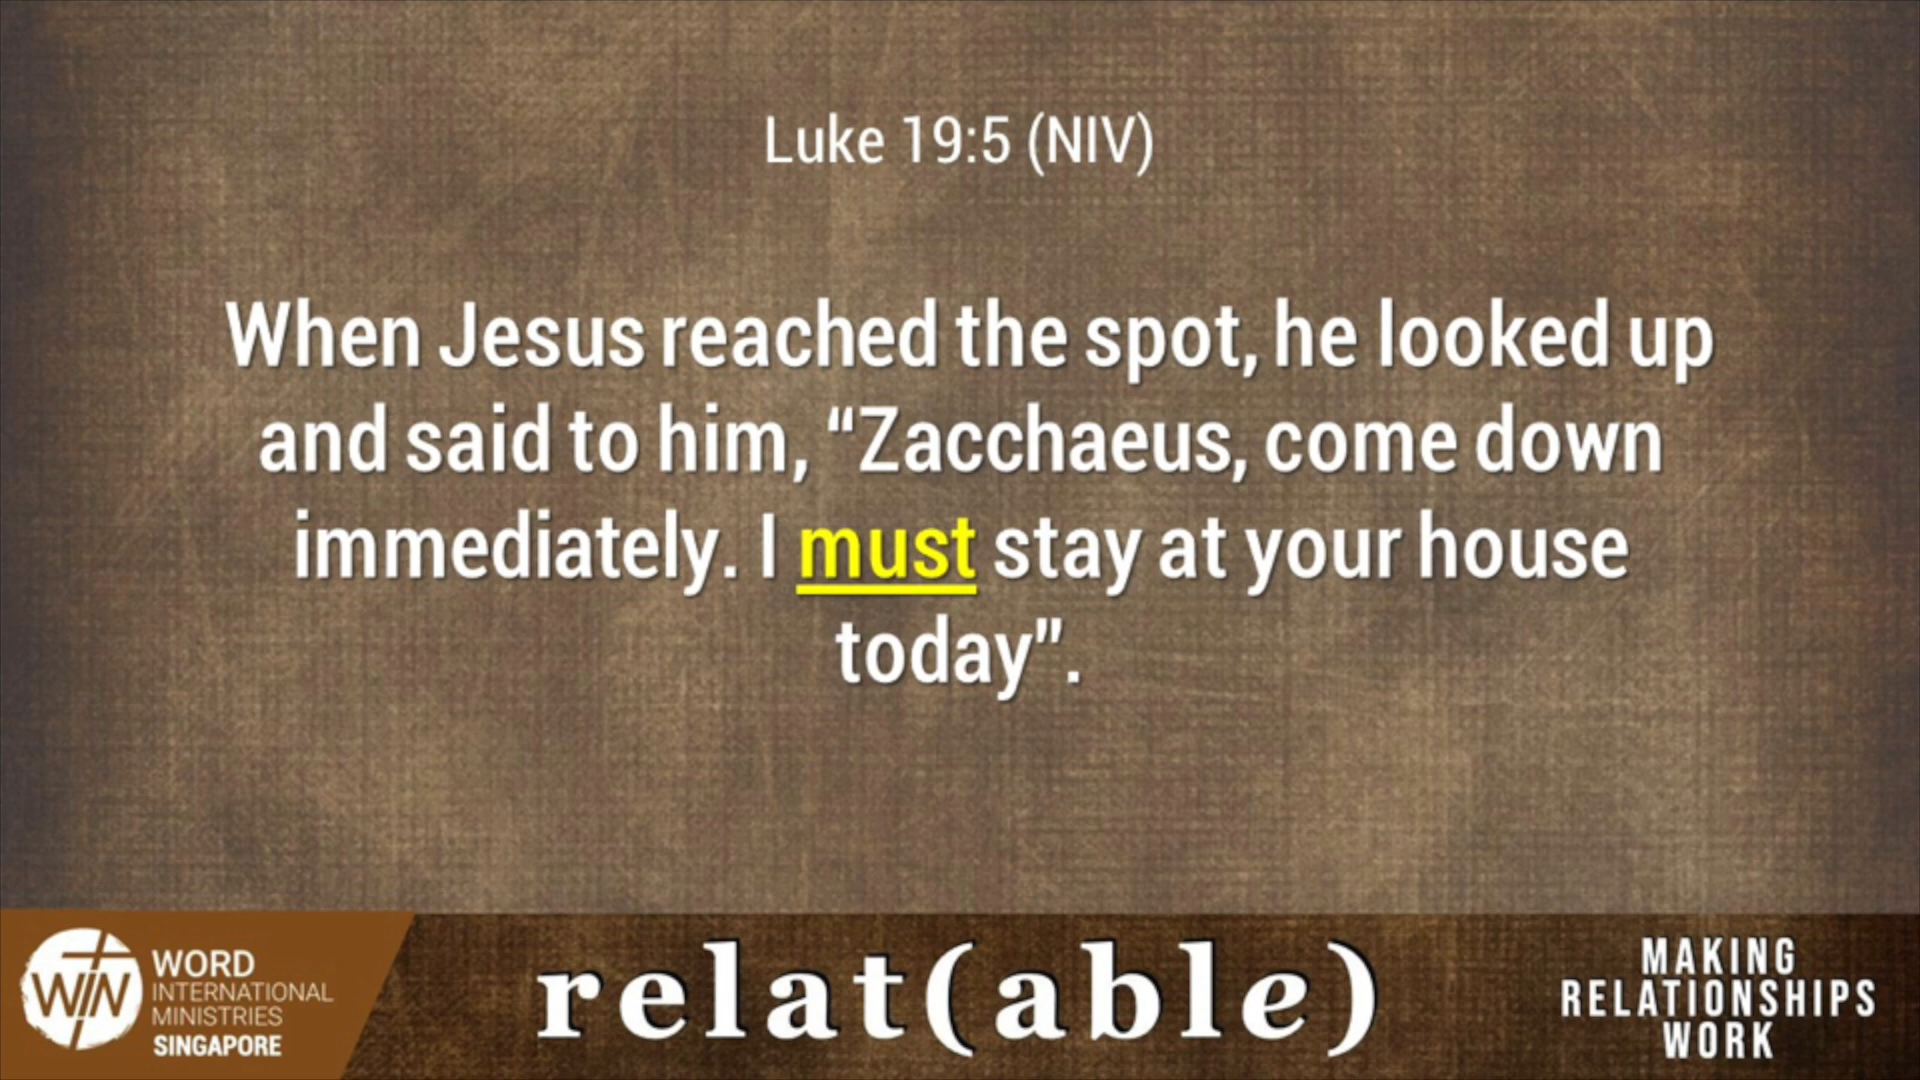 Luke 19:5 (NIV)
When Jesus reached the spot, he looked up
and said to him, “Zacchaeus, come down
immediately. I must stay at your house
today”.
WIN
WORD
INTERNATIONAL
MINISTRIES
SINGAPORE
relat(able)
MAKING
RELATIONSHIPS
WORK